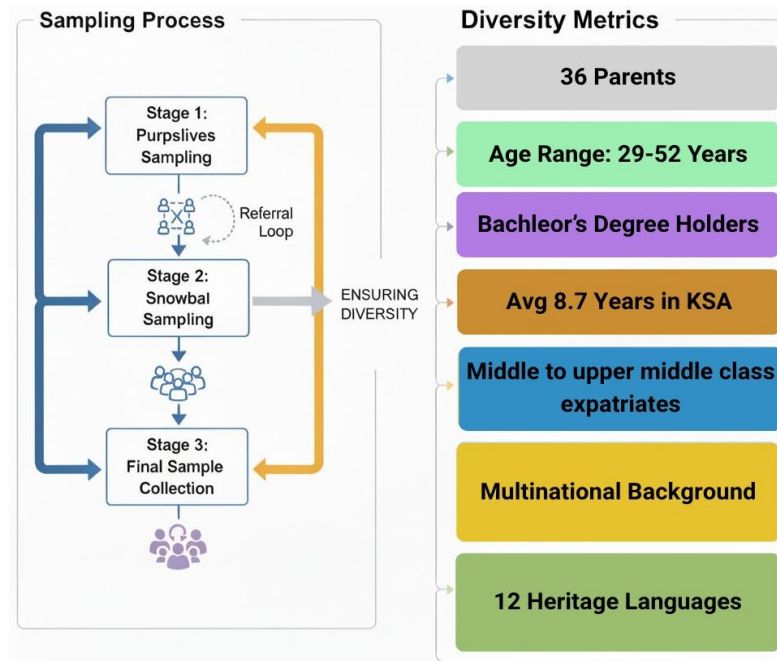 Sampling Process
Stage 1:
Purpslives
Sampling
Referral
Loop
Stage 2:
Snowbal
Sampling
ENSURING
DIVERSITY
Stage 3:
Final Sample
Collection
Diversity Metrics
36 Parents
Age Range: 29-52 Years
Bachleor’s Degree Holders
Avg 8.7 Years in KSA
Middle to upper middle class
expatriates
Multinational Background
12 Heritage Languages